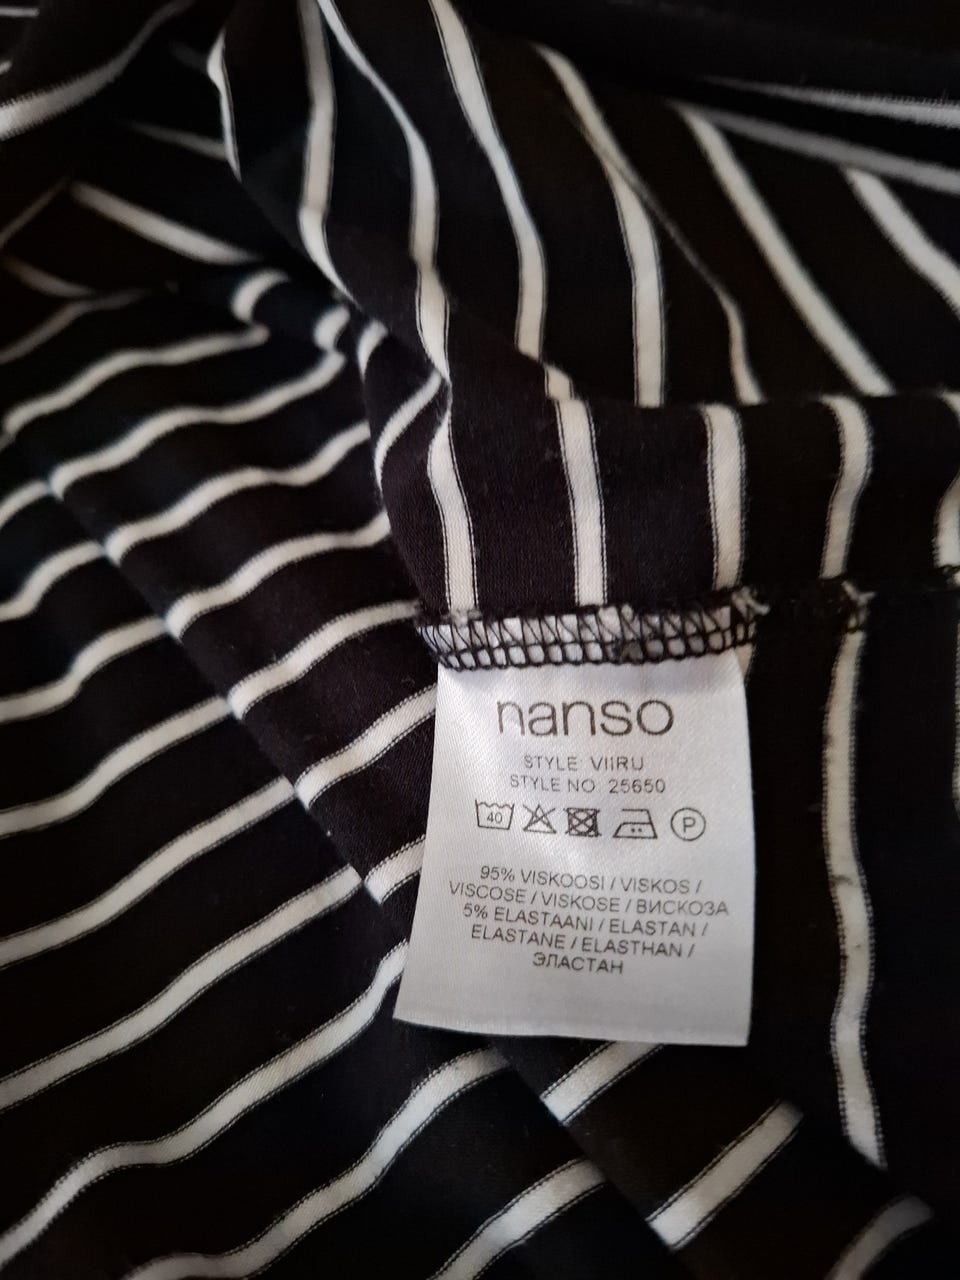 nanso
STYLE: VIIRU
STYLE NO: 25650
40 P
95% VISKOOSI / VISKOS /
VISCOSE / VISKOSE / ВИСКОЗА
5% ELASTAANI / ELASTAN /
ELASTANE / ELASTHAN /
ЭЛАСТАН